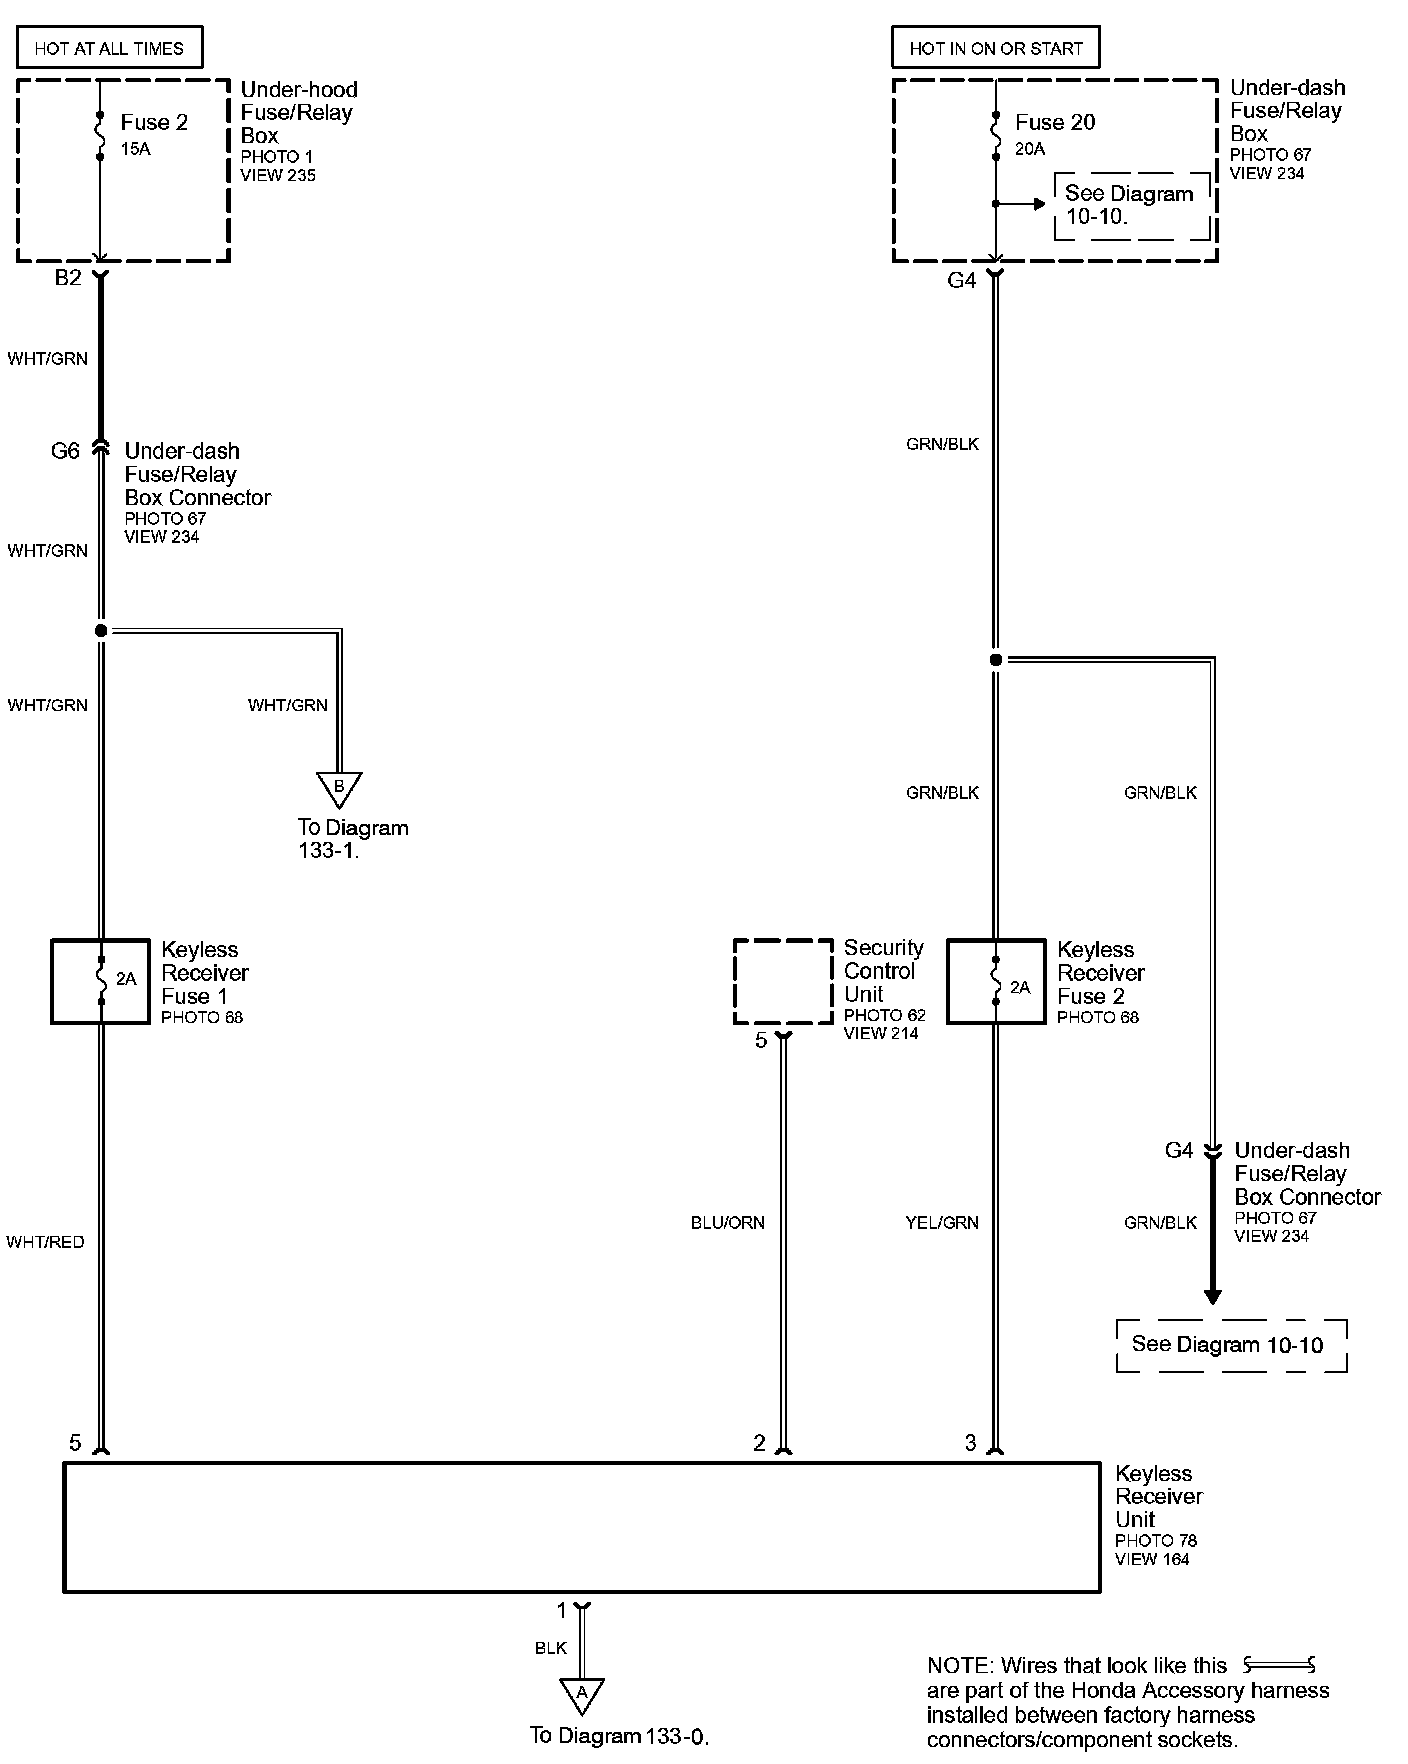 HOT AT ALL TIMES
HOT IN ON OR START
Fuse 2
15A
Under-hood
Fuse/Relay
Box
PHOTO 1
VIEW 235
Fuse 20
20A
See Diagram
10-10.
Under-dash
Fuse/Relay
Box
PHOTO 67
VIEW 234
B2
G4
WHT/GRN
GRN/BLK
G6
Under-dash
Fuse/Relay
Box Connector
PHOTO 67
VIEW 234
WHT/GRN
WHT/GRN
WHT/GRN
B
To Diagram
133-1.
GRN/BLK
GRN/BLK
2A
Keyless
Receiver
Fuse 1
PHOTO 68
Security
Control
Unit
PHOTO 62
VIEW 214
2A
Keyless
Receiver
Fuse 2
PHOTO 68
5
G4
Under-dash
Fuse/Relay
Box Connector
PHOTO 67
VIEW 234
WHT/RED
BLU/ORN
YEL/GRN
GRN/BLK
See Diagram 10-10
5
2
3
Keyless
Receiver
Unit
PHOTO 78
VIEW 164
1
BLK
A
To Diagram 133-0.
NOTE: Wires that look like this
are part of the Honda Accessory harness
installed between factory harness
connectors/component sockets.